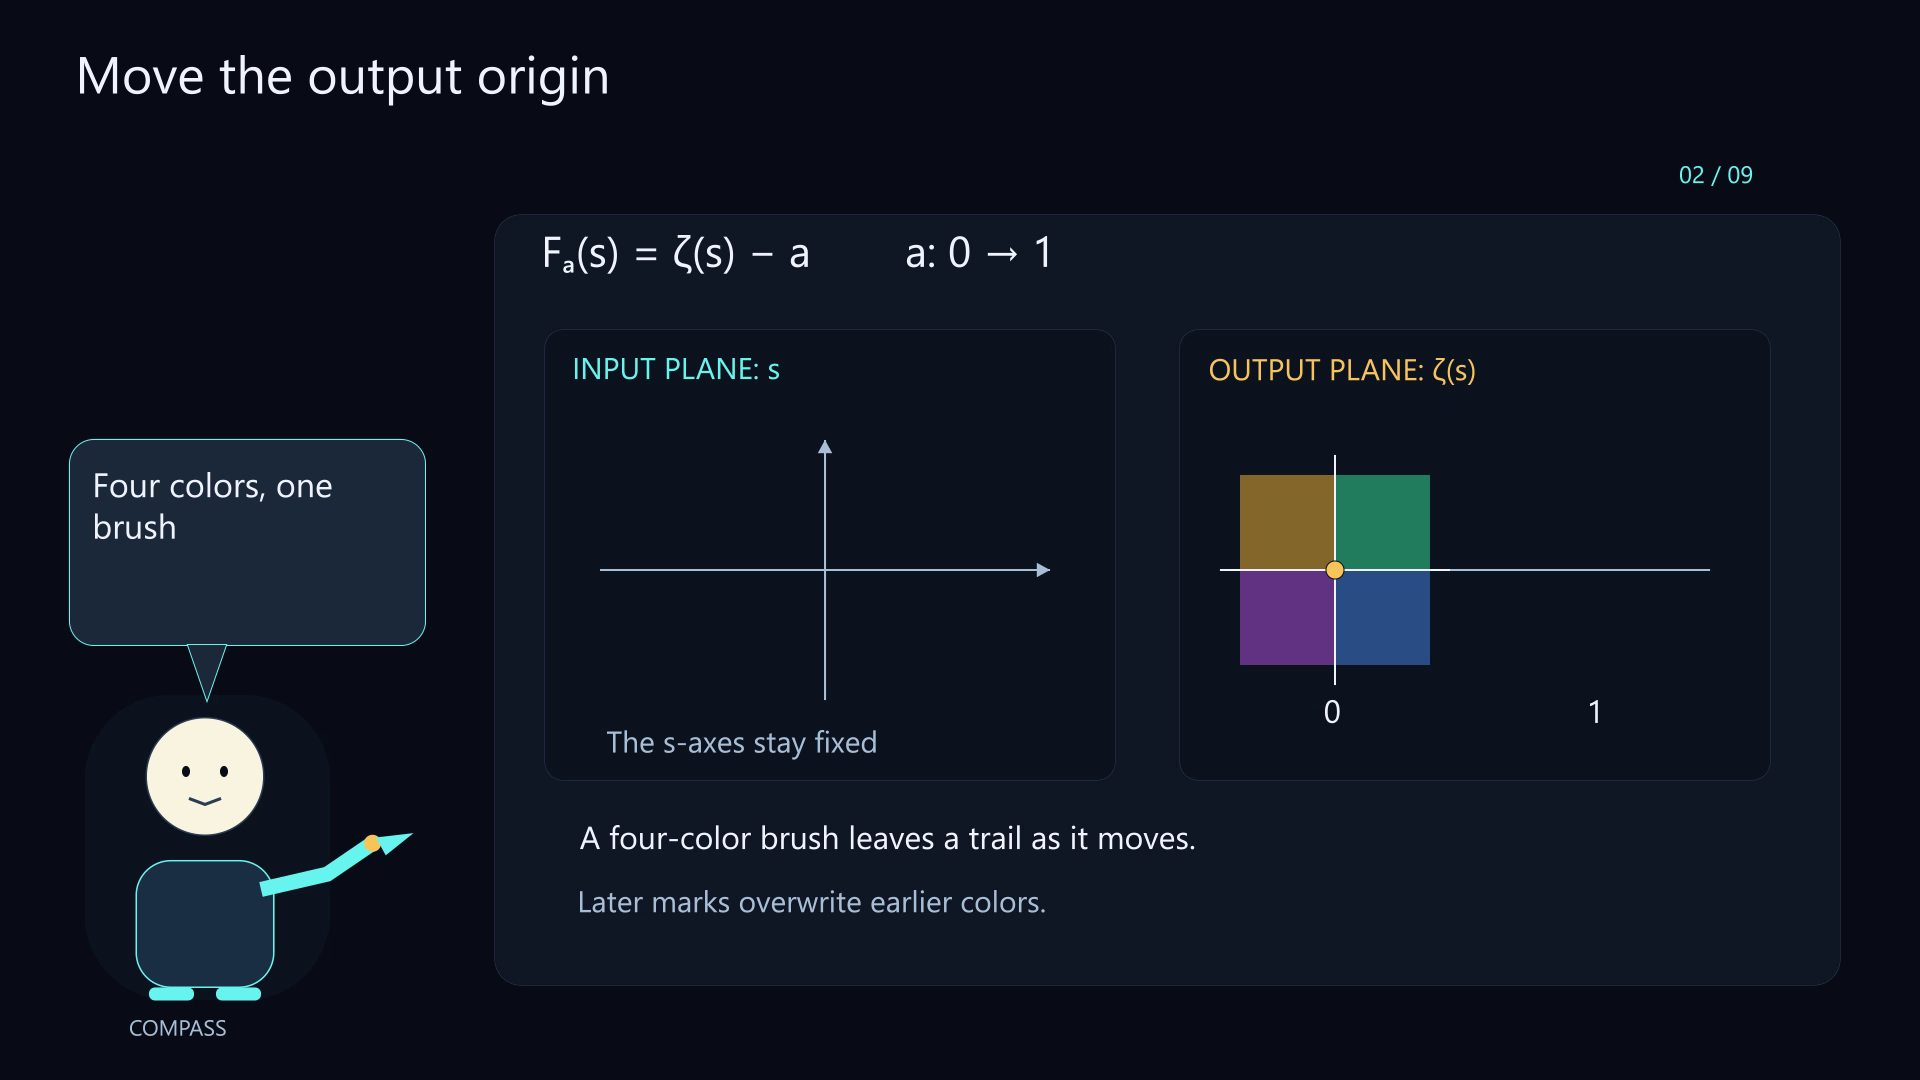 Move the output origin
02 / 09
Fₐ(s) = ζ(s) − a  a: 0 → 1
INPUT PLANE: s
OUTPUT PLANE: ζ(s)
Four colors, one
brush
0
1
The s-axes stay fixed
A four-color brush leaves a trail as it moves.
Later marks overwrite earlier colors.
COMPASS